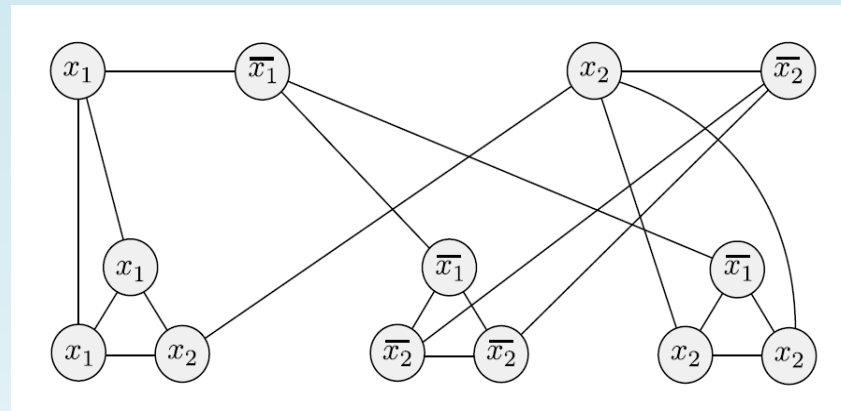 x₁ x̅₁ x₂ x̅₂
x₁ x̅₁ x̅₁
x₁ x₂ x̅₂ x̅₂ x₂ x₂